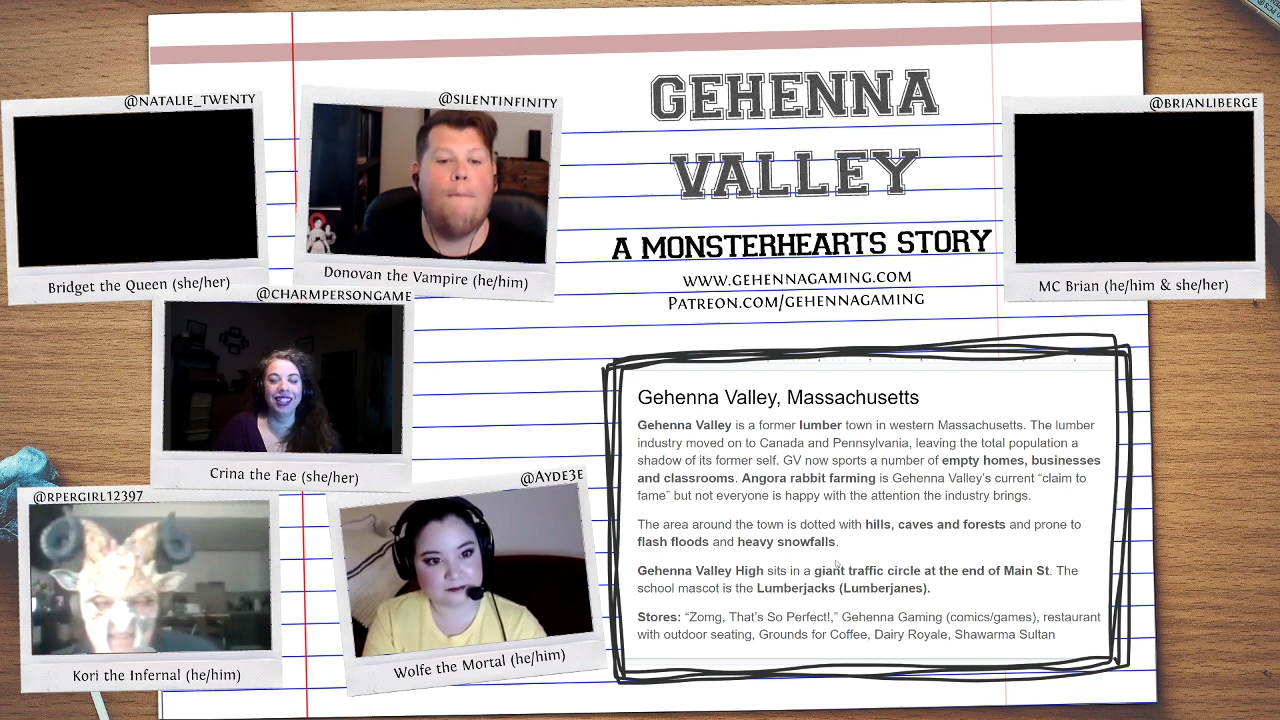 @NATALIE_TWENTY
Bridget the Queen (she/her)
@SILENTINFINITY
Donovan the Vampire (he/him)
@CHARMPERSONGAME
Crina the Fae (she/her)
@RPERGIRL12397
Kori the Infernal (he/him)
@AYDE3E
Wolfe the Mortal (he/him)
GEHENNA
VALLEY
A MONSTERHEARTS STORY
WWW.GEHENNAGAMING.COM
PATREON.COM/GEHENNAGAMING
@BRIANLIBERGE
MC Brian (he/him & she/her)
Gehenna Valley, Massachusetts
Gehenna Valley is a former lumber town in western Massachusetts. The lumber
industry moved on to Canada and Pennsylvania, leaving the total population a
shadow of its former self. GV now sports a number of empty homes, businesses
and classrooms. Angora rabbit farming is Gehenna Valley's current “claim to
fame” but not everyone is happy with the attention the industry brings.
The area around the town is dotted with hills, caves and forests and prone to
flash floods and heavy snowfalls.
Gehenna Valley High sits in a giant traffic circle at the end of Main St. The
school mascot is the Lumberjacks (Lumberjanes).
Stores: “Zomg, That’s So Perfect!,” Gehenna Gaming (comics/games), restaurant
with outdoor seating, Grounds for Coffee, Dairy Royale, Shawarma Sultan